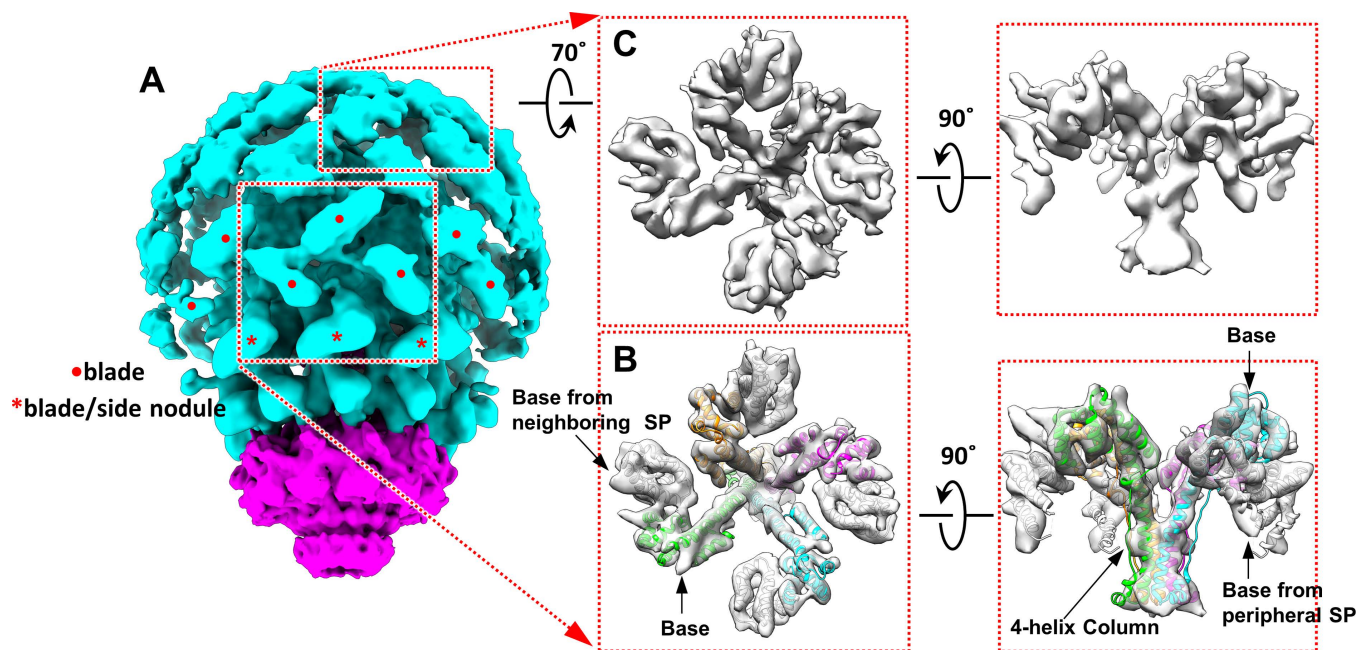 A
70°
C
90°
•blade
*blade/side nodule
B
Base from
neighboring SP
Base
90°
Base
4-helix Column
Base from
peripheral SP